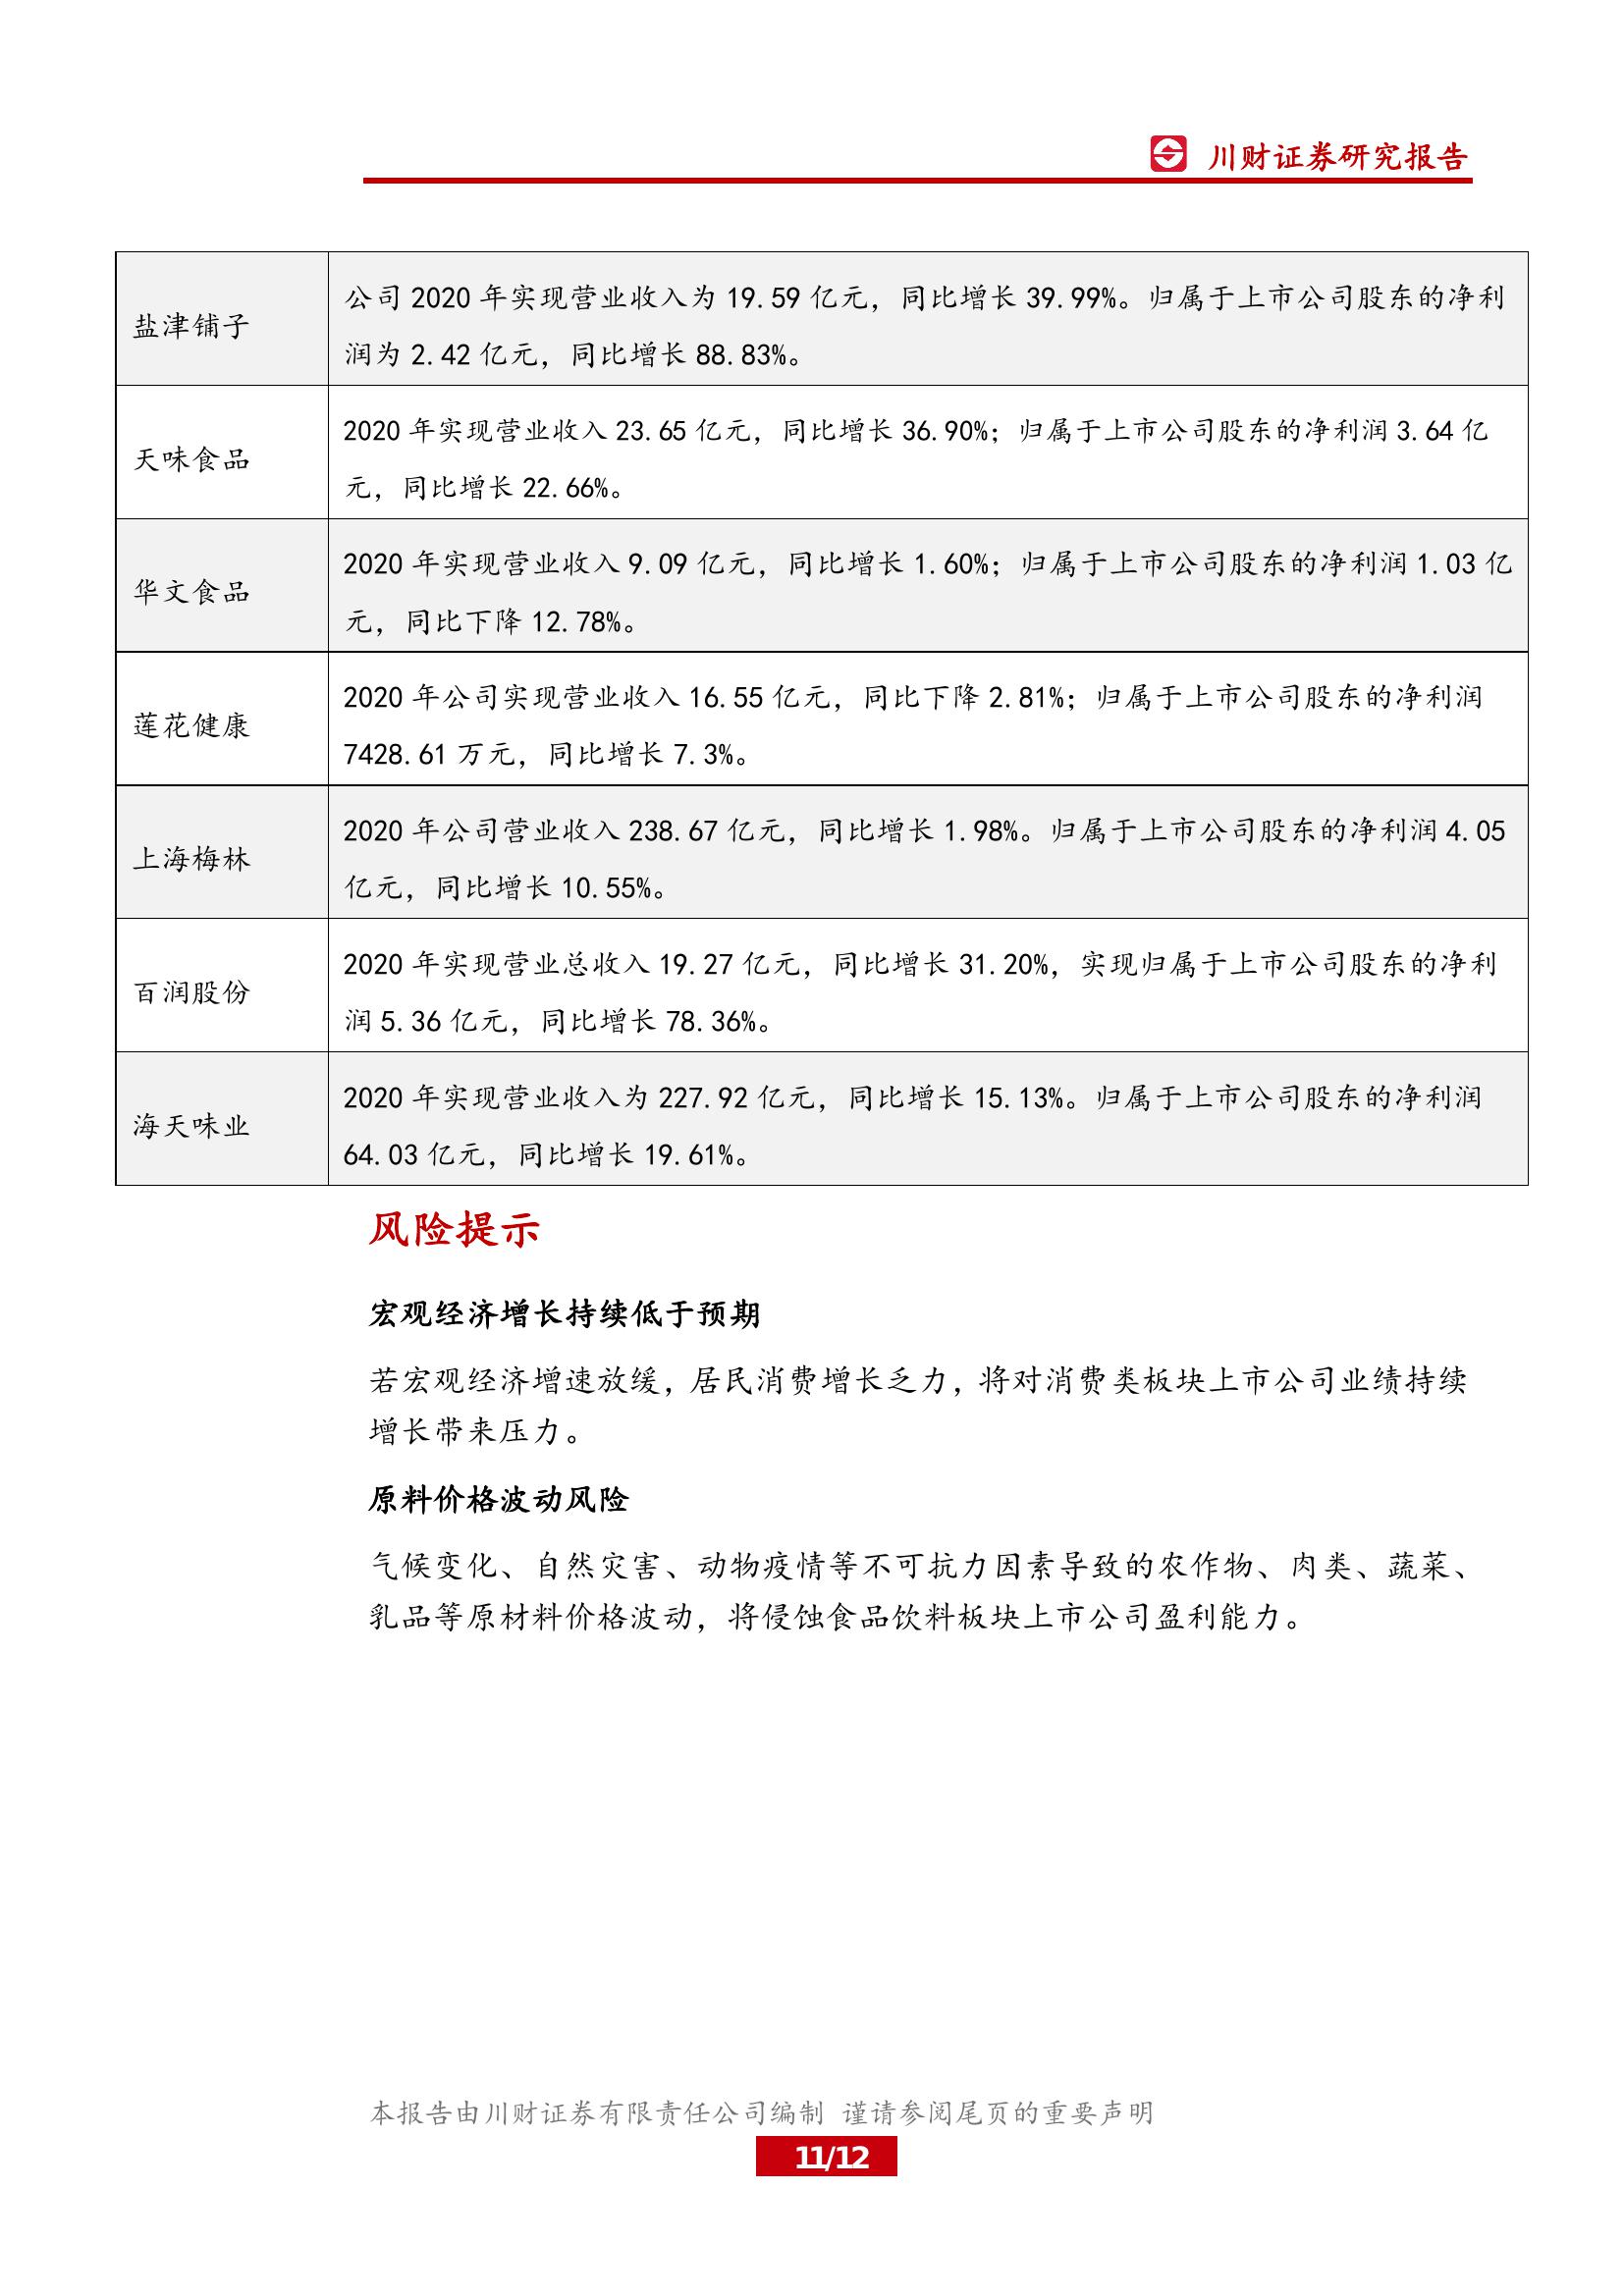 川财证券研究报告
盐津铺子
公司 2020 年实现营业收入为 19.59 亿元，同比增长 39.99%。归属于上市公司股东的净利
润为 2.42 亿元，同比增长 88.83%。
天味食品
2020 年实现营业收入 23.65 亿元，同比增长 36.90%；归属于上市公司股东的净利润 3.64 亿
元，同比增长 22.66%。
华文食品
2020 年实现营业收入 9.09 亿元，同比增长 1.60%；归属于上市公司股东的净利润 1.03 亿
元，同比下降 12.78%。
莲花健康
2020 年公司实现营业收入 16.55 亿元，同比下降 2.81%；归属于上市公司股东的净利润
7428.61 万元，同比增长 7.3%。
上海梅林
2020 年公司营业收入 238.67 亿元，同比增长 1.98%。归属于上市公司股东的净利润 4.05
亿元，同比增长 10.55%。
百润股份
2020 年实现营业总收入 19.27 亿元，同比增长 31.20%，实现归属于上市公司股东的净利
润 5.36 亿元，同比增长 78.36%。
海天味业
2020 年实现营业收入为 227.92 亿元，同比增长 15.13%。归属于上市公司股东的净利润
64.03 亿元，同比增长 19.61%。
风险提示
宏观经济增长持续低于预期
若宏观经济增速放缓，居民消费增长乏力，将对消费类板块上市公司业绩持续
增长带来压力。
原料价格波动风险
气候变化、自然灾害、动物疫情等不可抗力因素导致的农作物、肉类、蔬菜、
乳品等原材料价格波动，将侵蚀食品饮料板块上市公司盈利能力。
本报告由川财证券有限责任公司编制 谨请参阅尾页的重要声明
11/12